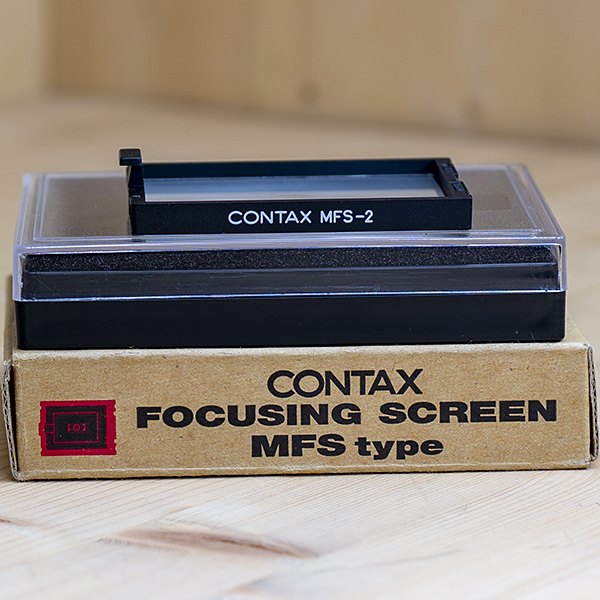 CONTAX MFS-2
CONTAX
FOCUSING SCREEN
MFS type